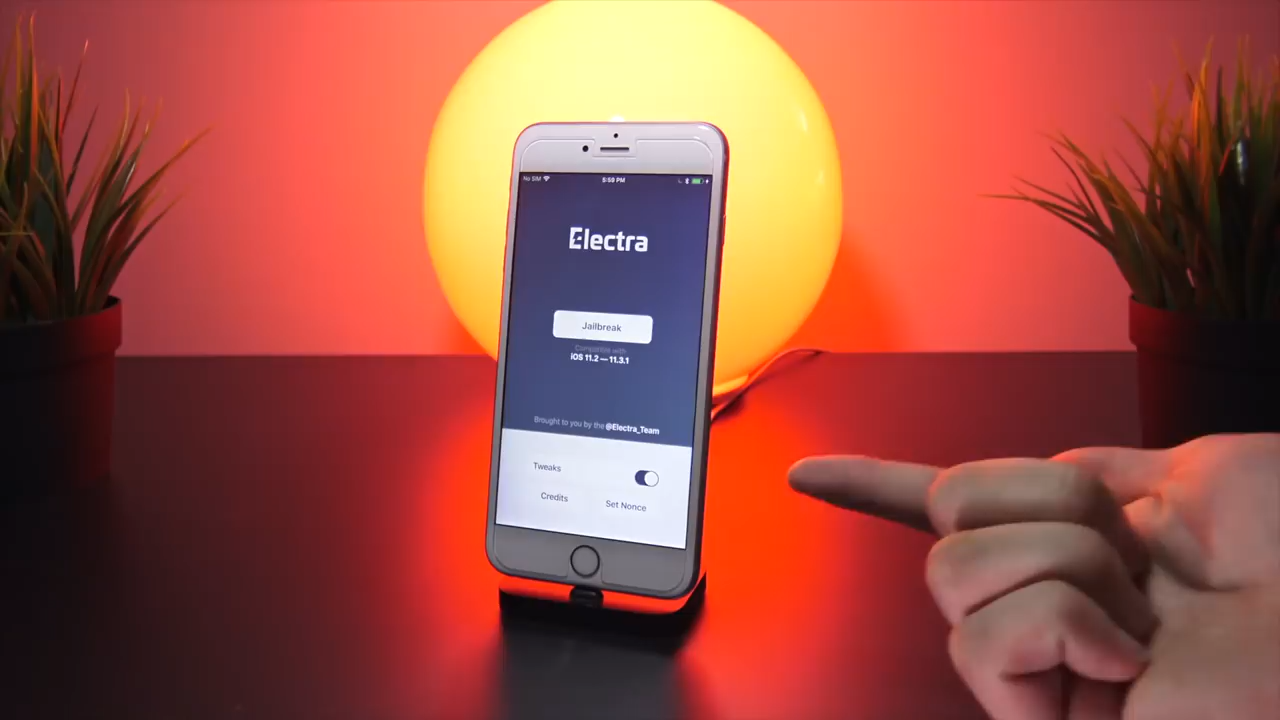 No SIM
5:59 PM
Electra
Jailbreak
Compatible with
iOS 11.2 — 11.3.1
Brought to you by the @Electra_Team
Tweaks
Credits
Set Nonce